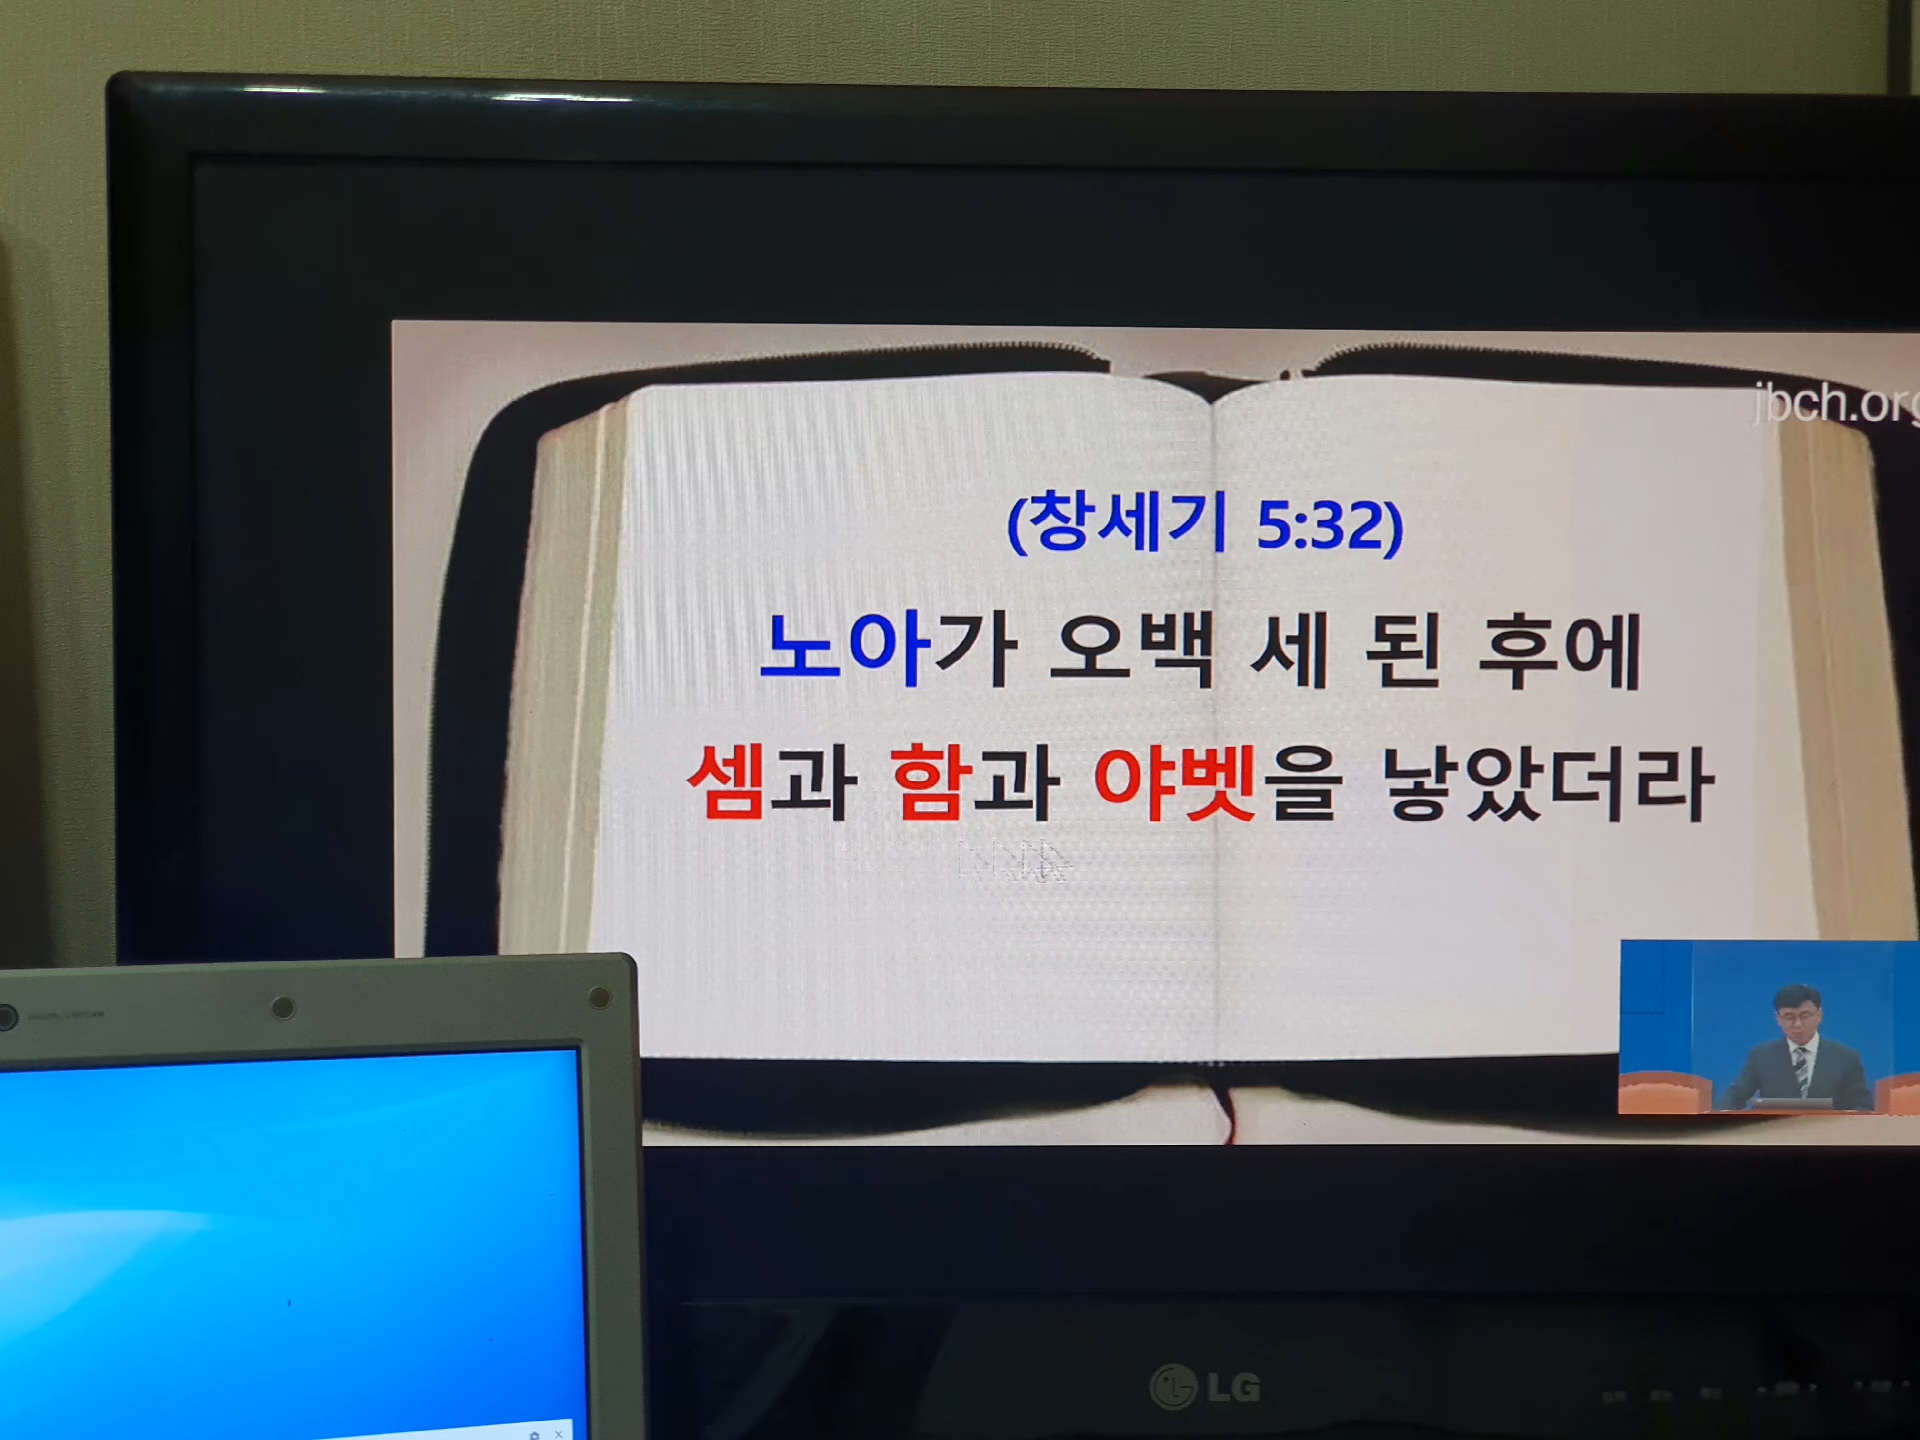 jbch.org
(창세기 5:32)
노아가 오백 세 된 후에
셈과 함과 야벳을 낳았더라
LG